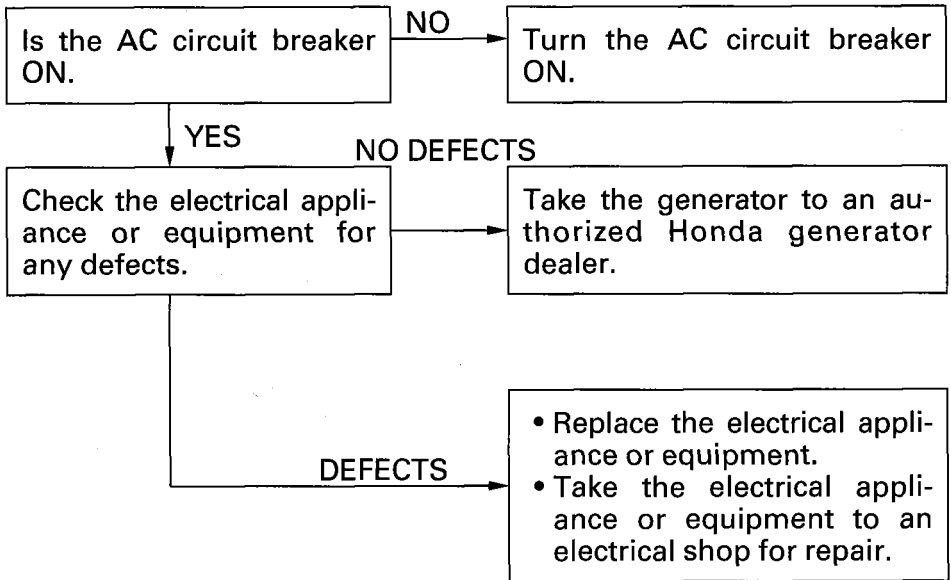 Is the AC circuit breaker
ON.
NO
Turn the AC circuit breaker
ON.
YES
NO DEFECTS
Check the electrical appli-
ance or equipment for
any defects.
Take the generator to an au-
thorized Honda generator
dealer.
DEFECTS
• Replace the electrical appli-
ance or equipment.
• Take the electrical appli-
ance or equipment to an
electrical shop for repair.